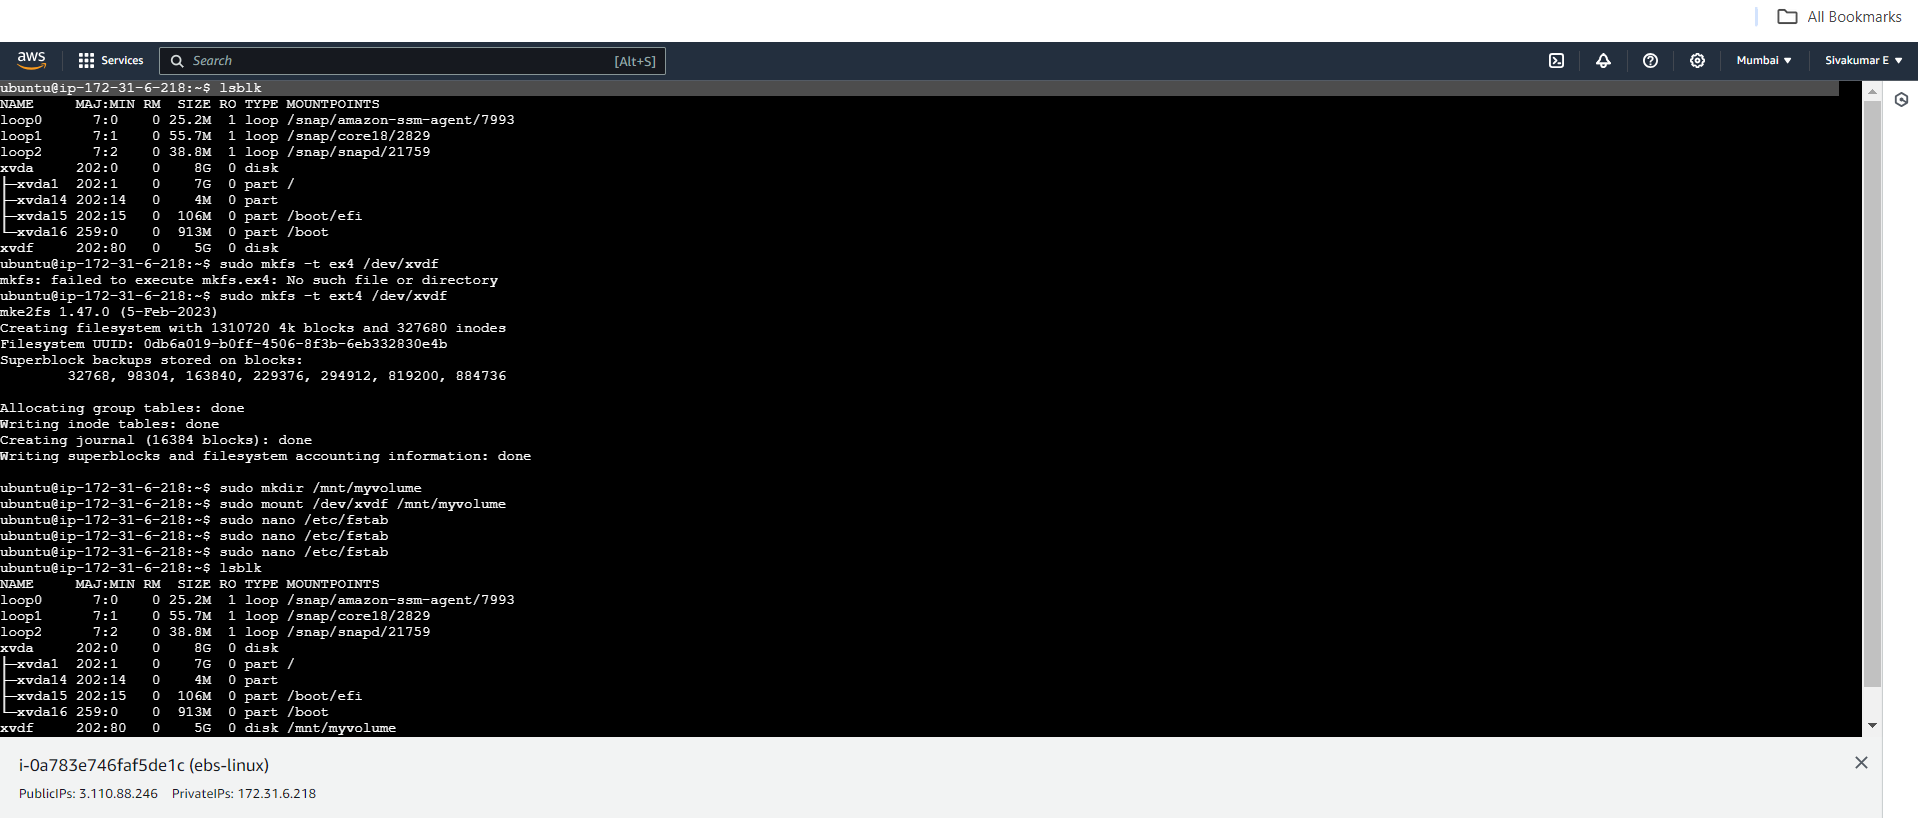 All Bookmarks
aws Services Search [Alt+S] Mumbai Sivakumar E
ubuntu@ip-172-31-6-218:~$ lsblk
NAME     MAJ:MIN RM  SIZE RO TYPE MOUNTPOINTS
loop0      7:0    0 25.2M  1 loop /snap/amazon-ssm-agent/7993
loop1      7:1    0 55.7M  1 loop /snap/core18/2829
loop2      7:2    0 38.8M  1 loop /snap/snapd/21759
xvda     202:0    0    8G  0 disk
├─xvda1  202:1    0    7G  0 part /
├─xvda14 202:14   0    4M  0 part
├─xvda15 202:15   0  106M  0 part /boot/efi
└─xvda16 259:0    0  913M  0 part /boot
xvdf     202:80   0    5G  0 disk
ubuntu@ip-172-31-6-218:~$ sudo mkfs -t ex4 /dev/xvdf
mkfs: failed to execute mkfs.ex4: No such file or directory
ubuntu@ip-172-31-6-218:~$ sudo mkfs -t ext4 /dev/xvdf
mke2fs 1.47.0 (5-Feb-2023)
Creating filesystem with 1310720 4k blocks and 327680 inodes
Filesystem UUID: 0db6a019-b0ff-4506-8f3b-6eb332830e4b
Superblock backups stored on blocks:
        32768, 98304, 163840, 229376, 294912, 819200, 884736
Allocating group tables: done
Writing inode tables: done
Creating journal (16384 blocks): done
Writing superblocks and filesystem accounting information: done
ubuntu@ip-172-31-6-218:~$ sudo mkdir /mnt/myvolume
ubuntu@ip-172-31-6-218:~$ sudo mount /dev/xvdf /mnt/myvolume
ubuntu@ip-172-31-6-218:~$ sudo nano /etc/fstab
ubuntu@ip-172-31-6-218:~$ sudo nano /etc/fstab
ubuntu@ip-172-31-6-218:~$ sudo nano /etc/fstab
ubuntu@ip-172-31-6-218:~$ lsblk
NAME     MAJ:MIN RM  SIZE RO TYPE MOUNTPOINTS
loop0      7:0    0 25.2M  1 loop /snap/amazon-ssm-agent/7993
loop1      7:1    0 55.7M  1 loop /snap/core18/2829
loop2      7:2    0 38.8M  1 loop /snap/snapd/21759
xvda     202:0    0    8G  0 disk
├─xvda1  202:1    0    7G  0 part /
├─xvda14 202:14   0    4M  0 part
├─xvda15 202:15   0  106M  0 part /boot/efi
└─xvda16 259:0    0  913M  0 part /boot
xvdf     202:80   0    5G  0 disk /mnt/myvolume
i-0a783e746faf5de1c (ebs-linux)
PublicIPs: 3.110.88.246 PrivateIPs: 172.31.6.218